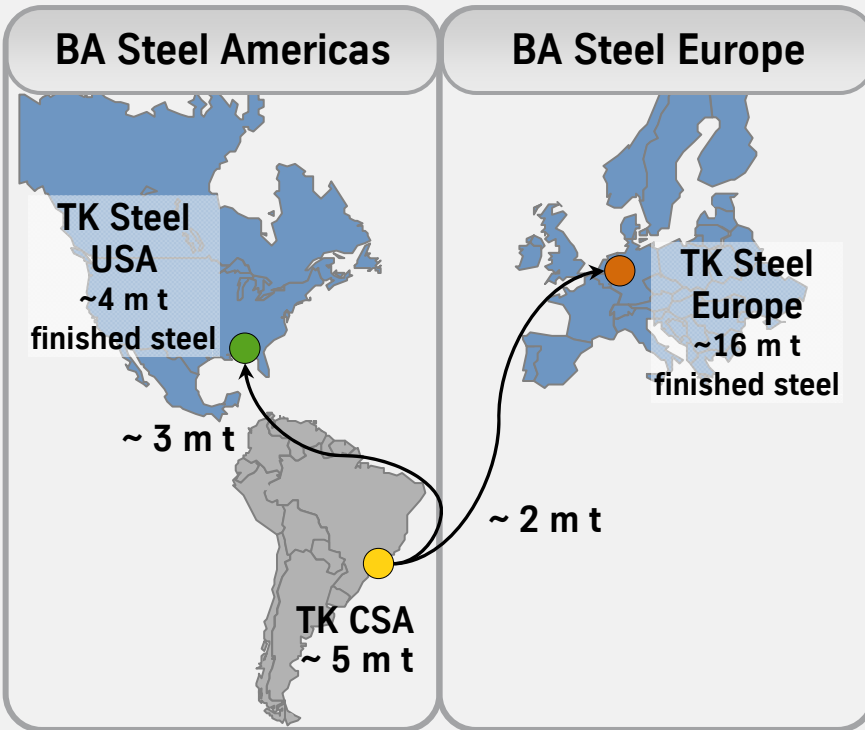 BA Steel Americas
BA Steel Europe
TK Steel
USA
~4 m t
finished steel
TK Steel
Europe
~16 m t
finished steel
~ 3 m t
~ 2 m t
TK CSA
~ 5 m t